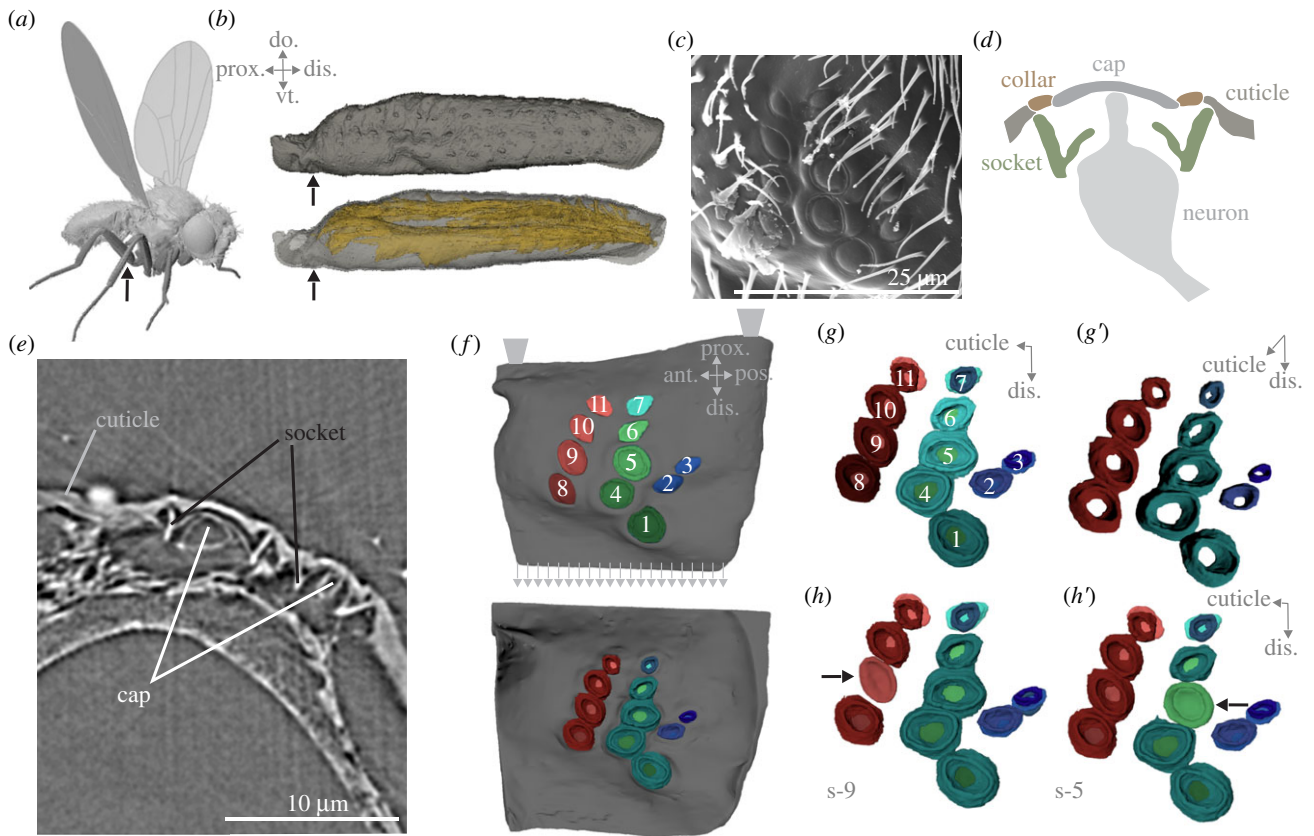 (a)
(b)
do.
prox. dis.
vt.
(c)
25 µm
(d)
cap
collar
cuticle
socket
neuron
(e)
cuticle
socket
cap
10 µm
(f)
prox.
ant. pos.
dis.
11 7
10 6
9 5 3
8 4 2
1
(g)
cuticle
dis.
11 7
10 6
9 5 3
8 4 2
1
(g')
cuticle
dis.
(h)
s-9
(h')
cuticle
dis.
s-5